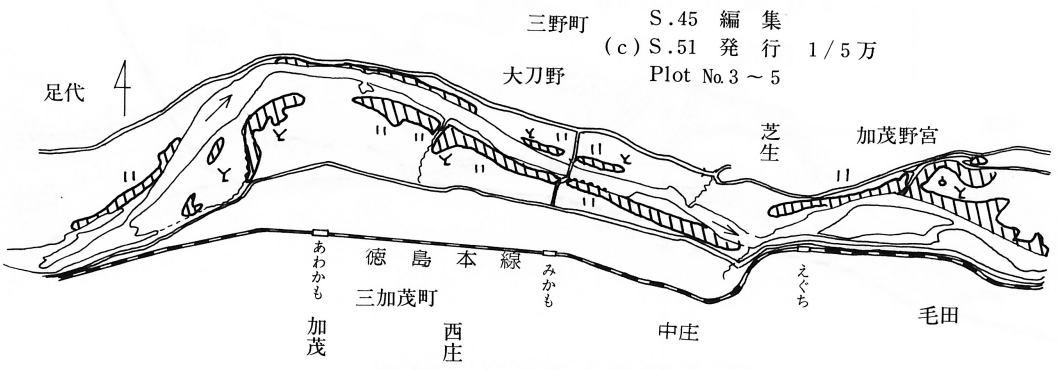 三野町
S.45 編 集
(c) S.51 発 行 1/5万
Plot No.3～5
足代
大刀野
芝生
加茂野宮
あわかも
徳島本線
みかも
えぐち
三加茂町
加茂
西庄
中庄
毛田